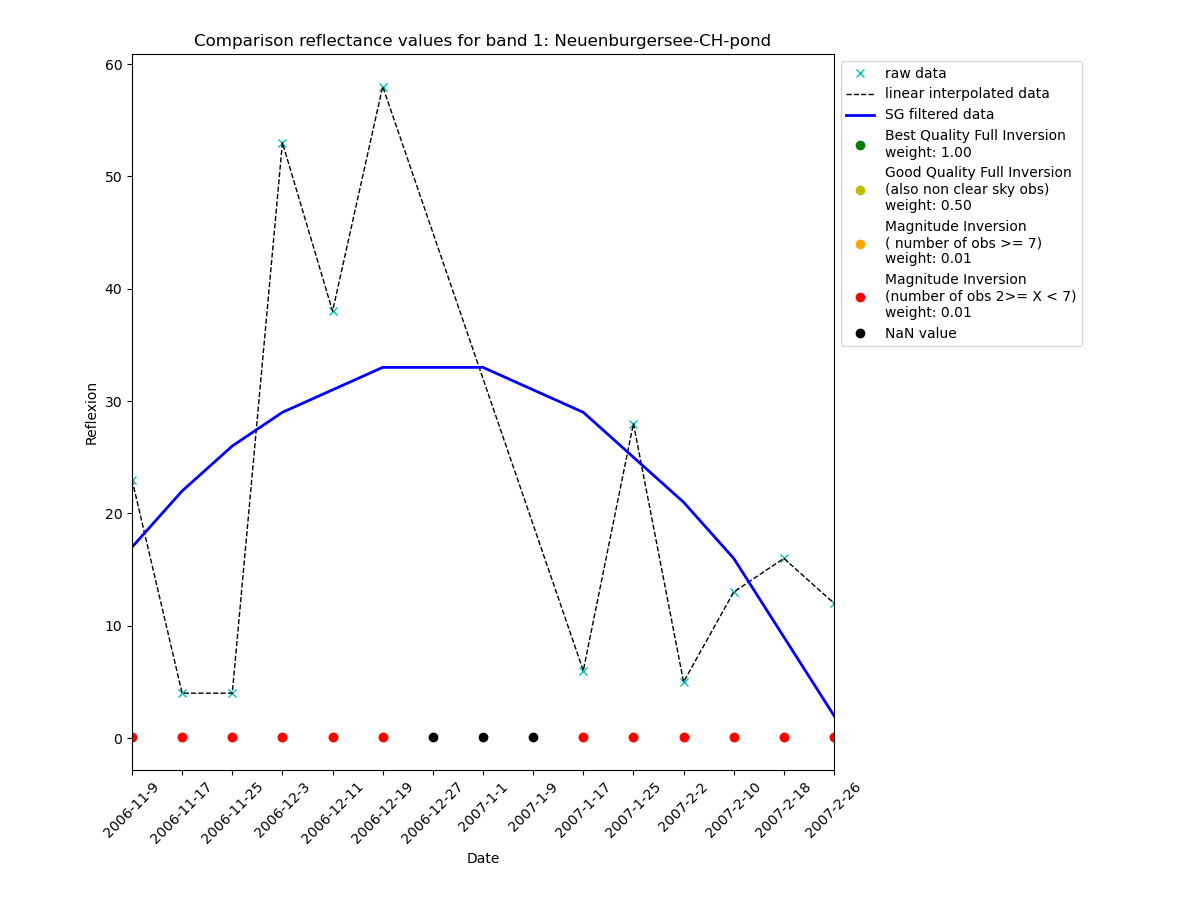 Comparison reflectance values for band 1: Neuenburgersee-CH-pond
60
50
40
30
20
10
0
Reflexion
2006-11-9
2006-11-17
2006-11-25
2006-12-3
2006-12-11
2006-12-19
2006-12-27
2007-1-1
2007-1-9
2007-1-17
2007-1-25
2007-2-2
2007-2-10
2007-2-18
2007-2-26
Date
raw data
linear interpolated data
SG filtered data
Best Quality Full Inversion
weight: 1.00
Good Quality Full Inversion
(also non clear sky obs)
weight: 0.50
Magnitude Inversion
( number of obs >= 7)
weight: 0.01
Magnitude Inversion
(number of obs 2>= X < 7)
weight: 0.01
NaN value